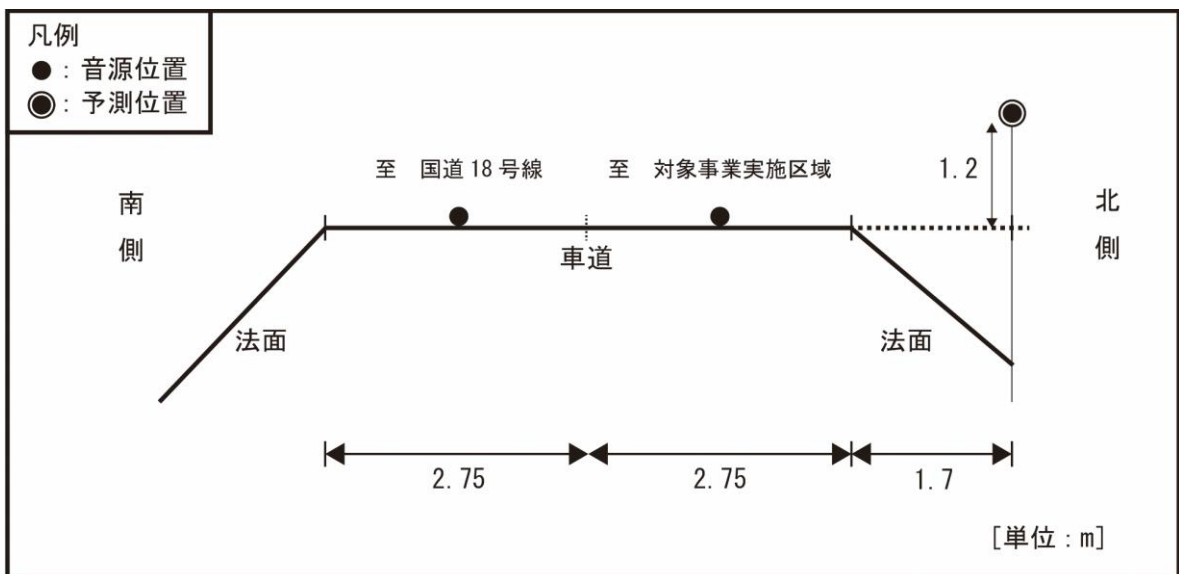 凡例
●：音源位置
◉：予測位置
至　国道18号線　至　対象事業実施区域
1.2
南側
北側
車道
法面
法面
2.75
2.75
1.7
[単位：m]